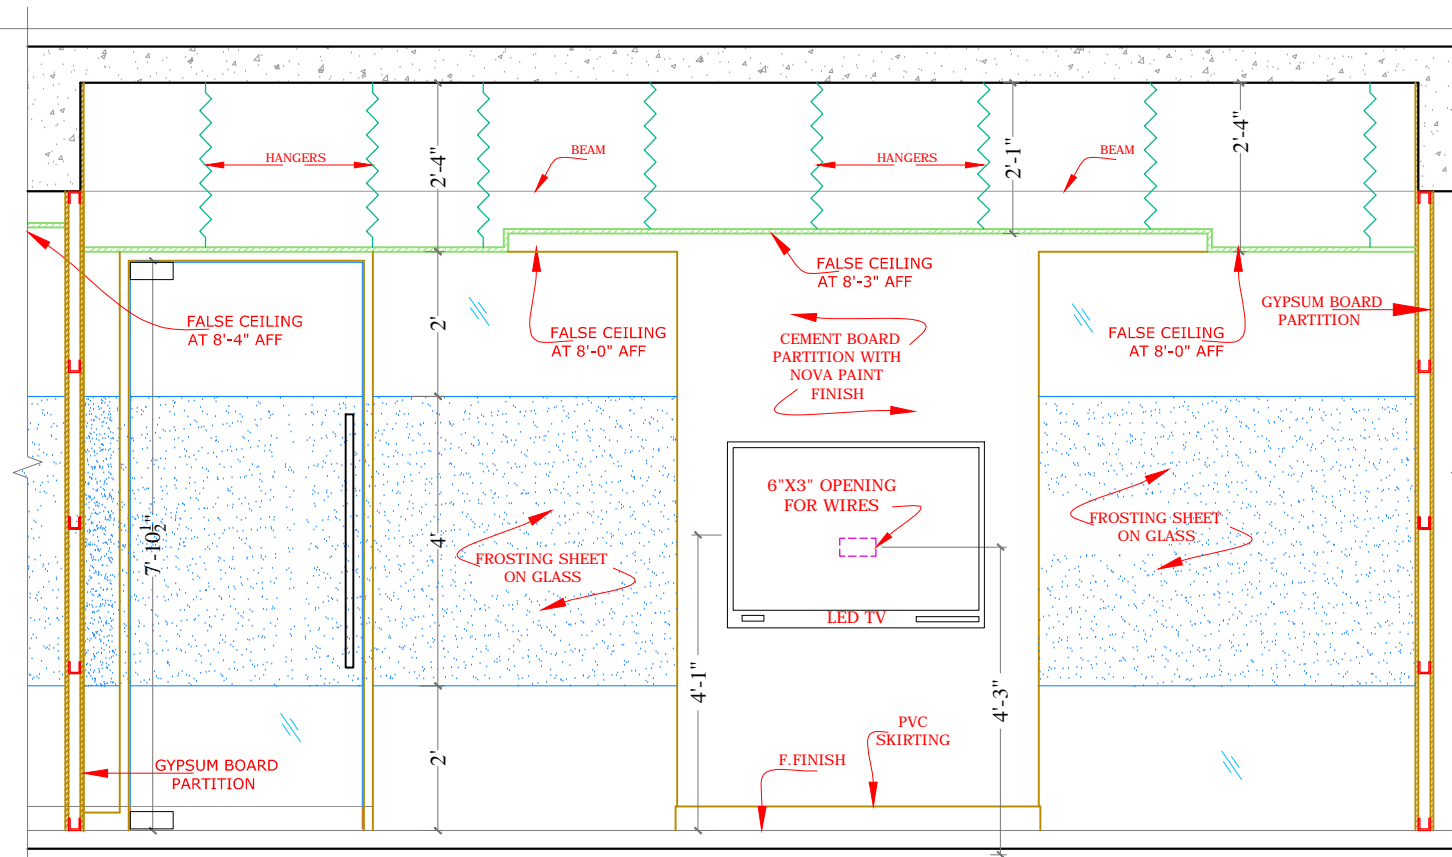 HANGERS
BEAM
HANGERS
BEAM
2'-4"
2'-1"
2'-4"
FALSE CEILING
AT 8'-4" AFF
FALSE CEILING
AT 8'-0" AFF
FALSE CEILING
AT 8'-3" AFF
FALSE CEILING
AT 8'-0" AFF
GYPSUM BOARD
PARTITION
2'
CEMENT BOARD
PARTITION WITH
NOVA PAINT
FINISH
7'-10½"
4'
FROSTING SHEET
ON GLASS
6"X3" OPENING
FOR WIRES
LED TV
FROSTING SHEET
ON GLASS
4'-1"
4'-3"
2'
GYPSUM BOARD
PARTITION
F.FINISH
PVC
SKIRTING